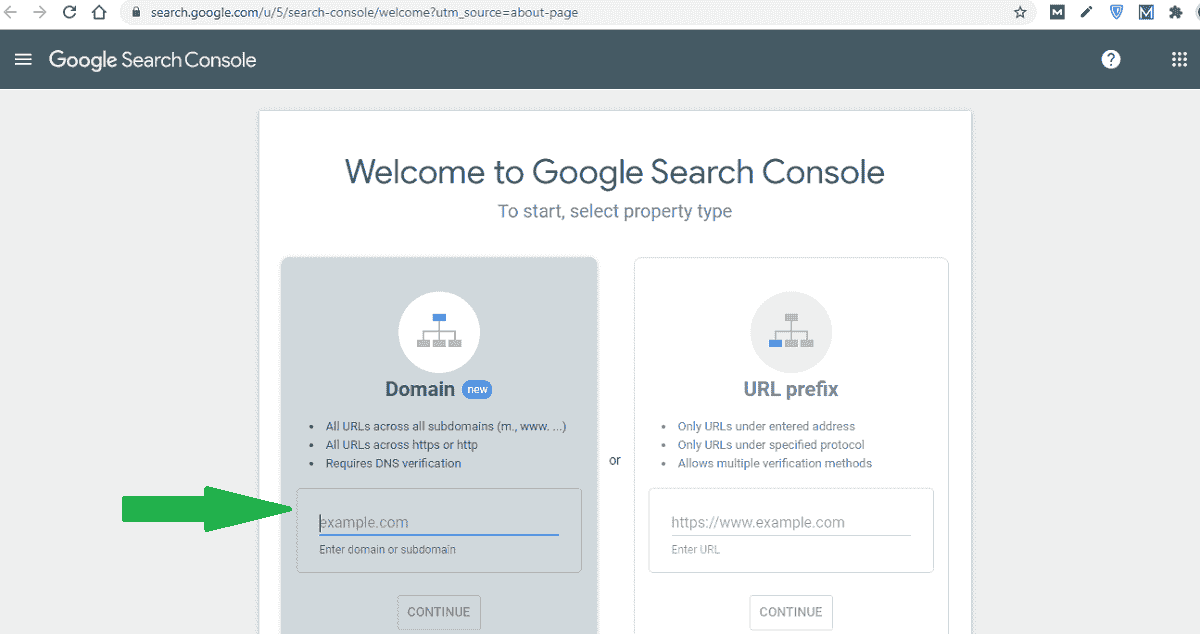 search.google.com/u/5/search-console/welcome?utm_source=about-page
Google Search Console
Welcome to Google Search Console
To start, select property type
Domain new
All URLs across all subdomains (m., www. ...)
All URLs across https or http
Requires DNS verification
example.com
Enter domain or subdomain
CONTINUE
or
URL prefix
Only URLs under entered address
Only URLs under specified protocol
Allows multiple verification methods
https://www.example.com
Enter URL
CONTINUE